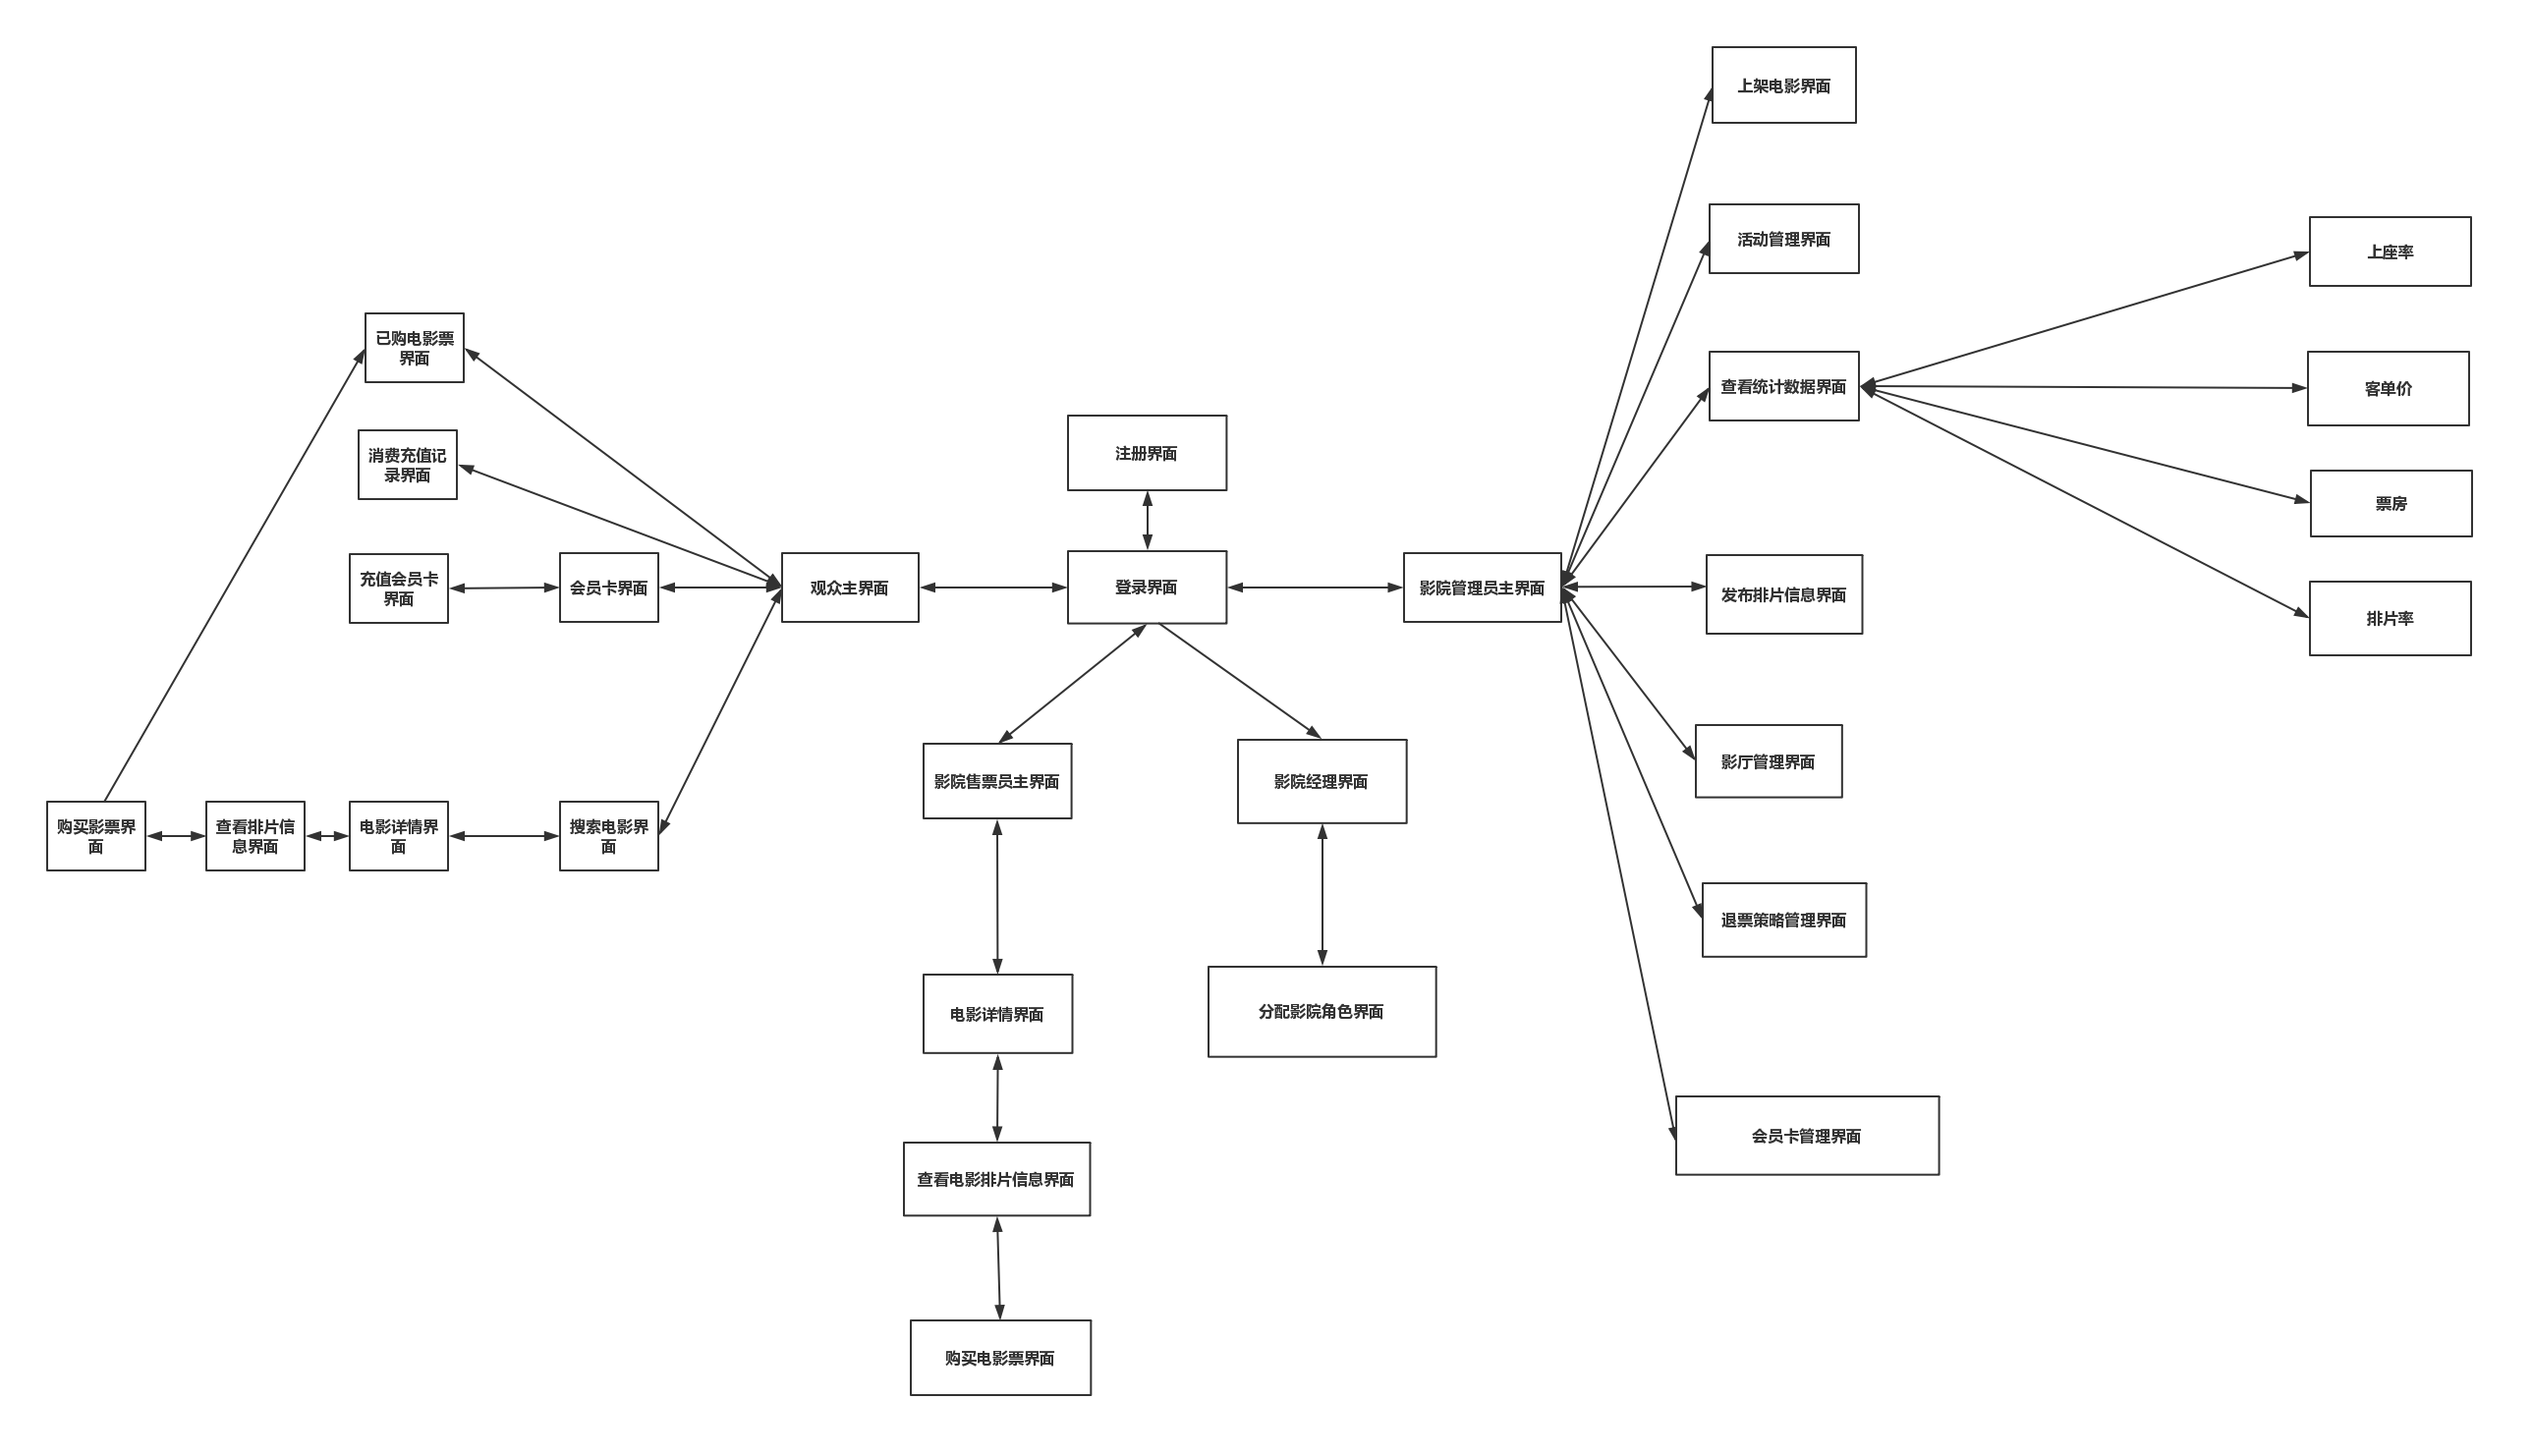 上架电影界面
活动管理界面
上座率
已购电影票
界面
查看统计数据界面
客单价
消费充值记
录界面
注册界面
票房
充值会员卡
界面
会员卡界面
观众主界面
登录界面
影院管理员主界面
发布排片信息界面
排片率
影院售票员主界面
影院经理界面
影厅管理界面
购买影票界
面
查看排片信
息界面
电影详情界
面
搜索电影界
面
退票策略管理界面
电影详情界面
分配影院角色界面
会员卡管理界面
查看电影排片信息界面
购买电影票界面